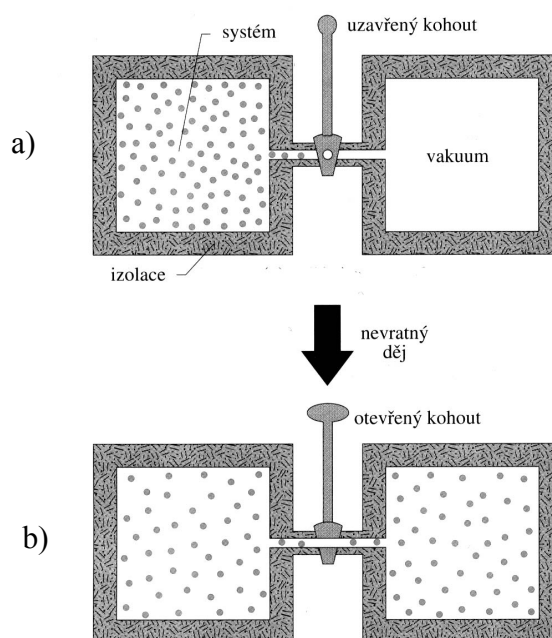 systém
uzavřený kohout
a)
vakuum
izolace
nevratný
děj
otevřený kohout
b)